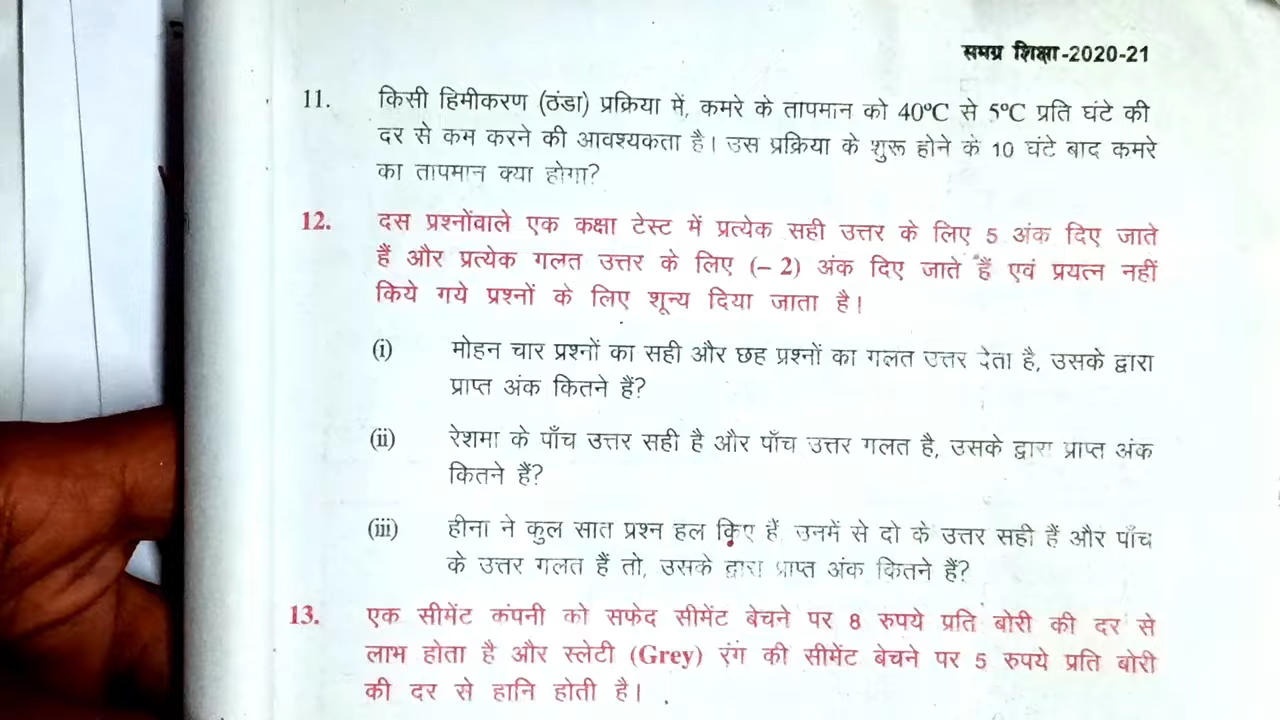 समग्र शिक्षा-2020-21
11. किसी हिमीकरण (ठंडा) प्रक्रिया में, कमरे के तापमान को 40ºC से 5ºC प्रति घंटे की
दर से कम करने की आवश्यकता है। उस प्रक्रिया के शुरू होने के 10 घंटे बाद कमरे
का तापमान क्या होगा?
12. दस प्रश्नोंवाले एक कक्षा टेस्ट में प्रत्येक सही उत्तर के लिए 5 अंक दिए जाते
हैं और प्रत्येक गलत उत्तर के लिए (– 2) अंक दिए जाते हैं एवं प्रयत्न नहीं
किये गये प्रश्नों के लिए शून्य दिया जाता है।
(i) मोहन चार प्रश्नों का सही और छह प्रश्नों का गलत उत्तर देता है, उसके द्वारा
प्राप्त अंक कितने हैं?
(ii) रेशमा के पाँच उत्तर सही है और पाँच उत्तर गलत है, उसके द्वारा प्राप्त अंक
कितने हैं?
(iii) हीना ने कुल सात प्रश्न हल किए हैं उनमें से दो के उत्तर सही हैं और पाँच
के उत्तर गलत हैं तो, उसके द्वारा प्राप्त अंक कितने हैं?
13. एक सीमेंट कंपनी को सफेद सीमेंट बेचने पर 8 रुपये प्रति बोरी की दर से
लाभ होता है और स्लेटी (Grey) रंग की सीमेंट बेचने पर 5 रुपये प्रति बोरी
की दर से हानि होती है।